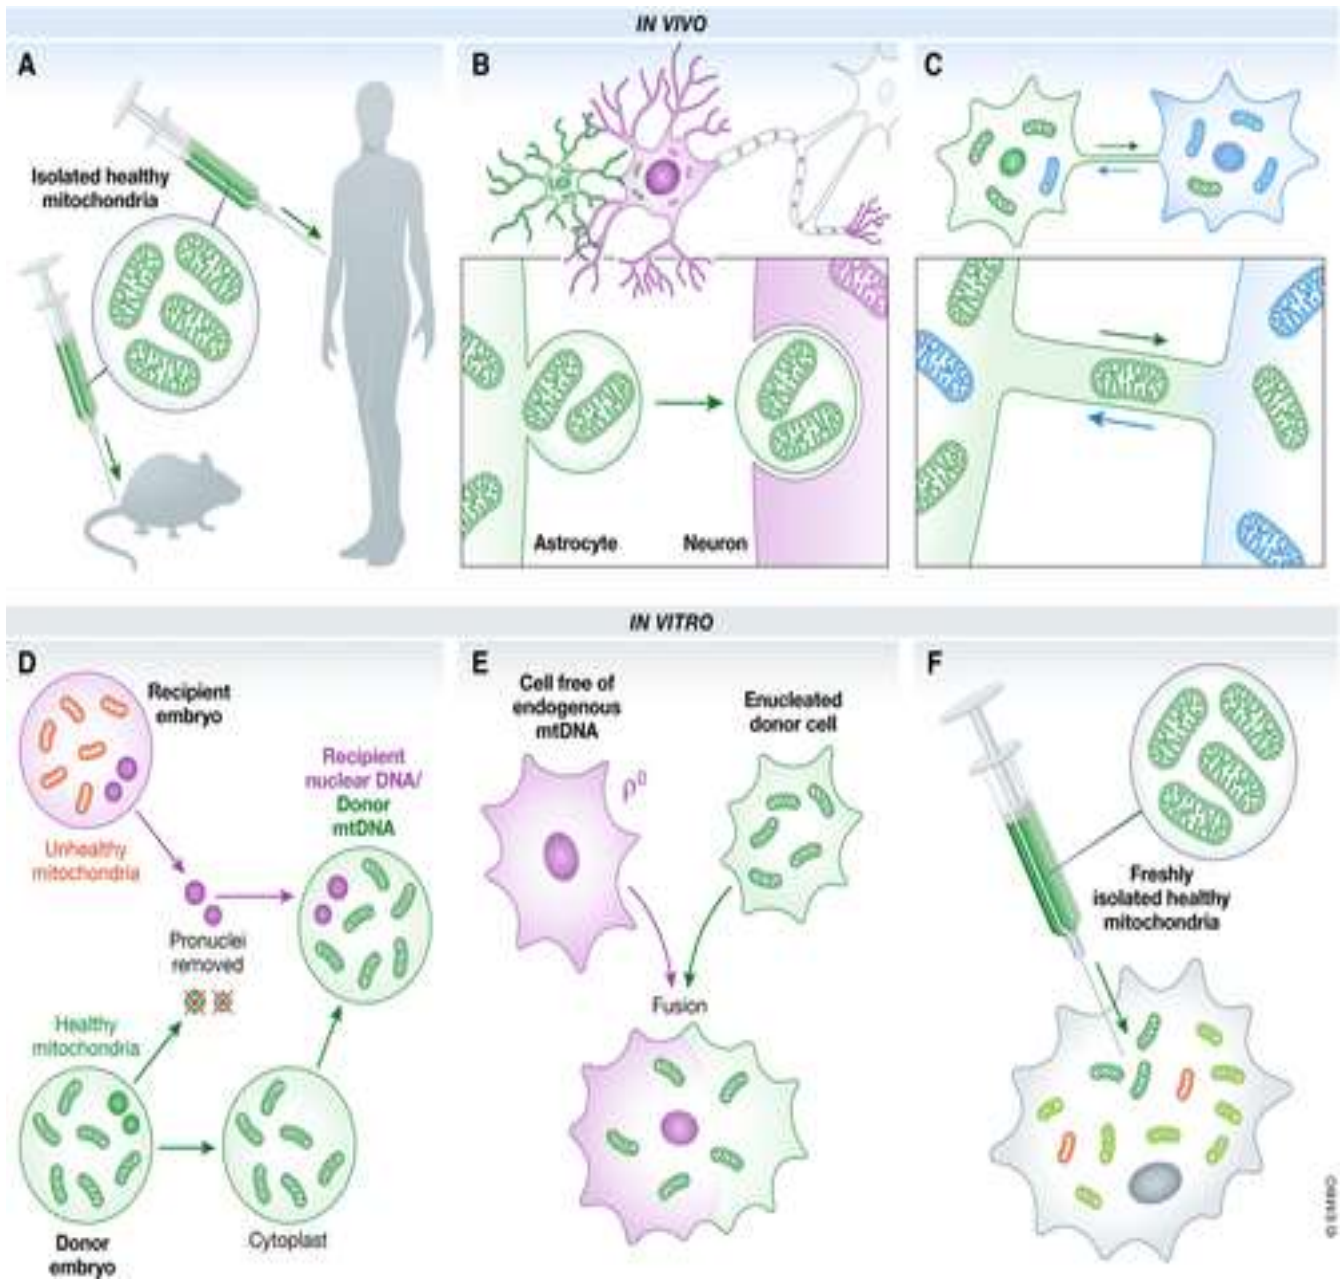 IN VIVO
A
Isolated healthy
mitochondria
B
Astrocyte
Neuron
C
IN VITRO
D
Recipient
embryo
Unhealthy
mitochondria
Pronuclei
removed
Recipient
nuclear DNA/
Donor
mtDNA
Healthy
mitochondria
Donor
embryo
Cytoplast
E
Cell free of
endogenous
mtDNA
ρ⁰
Enucleated
donor cell
Fusion
F
Freshly
isolated healthy
mitochondria
© EMBO